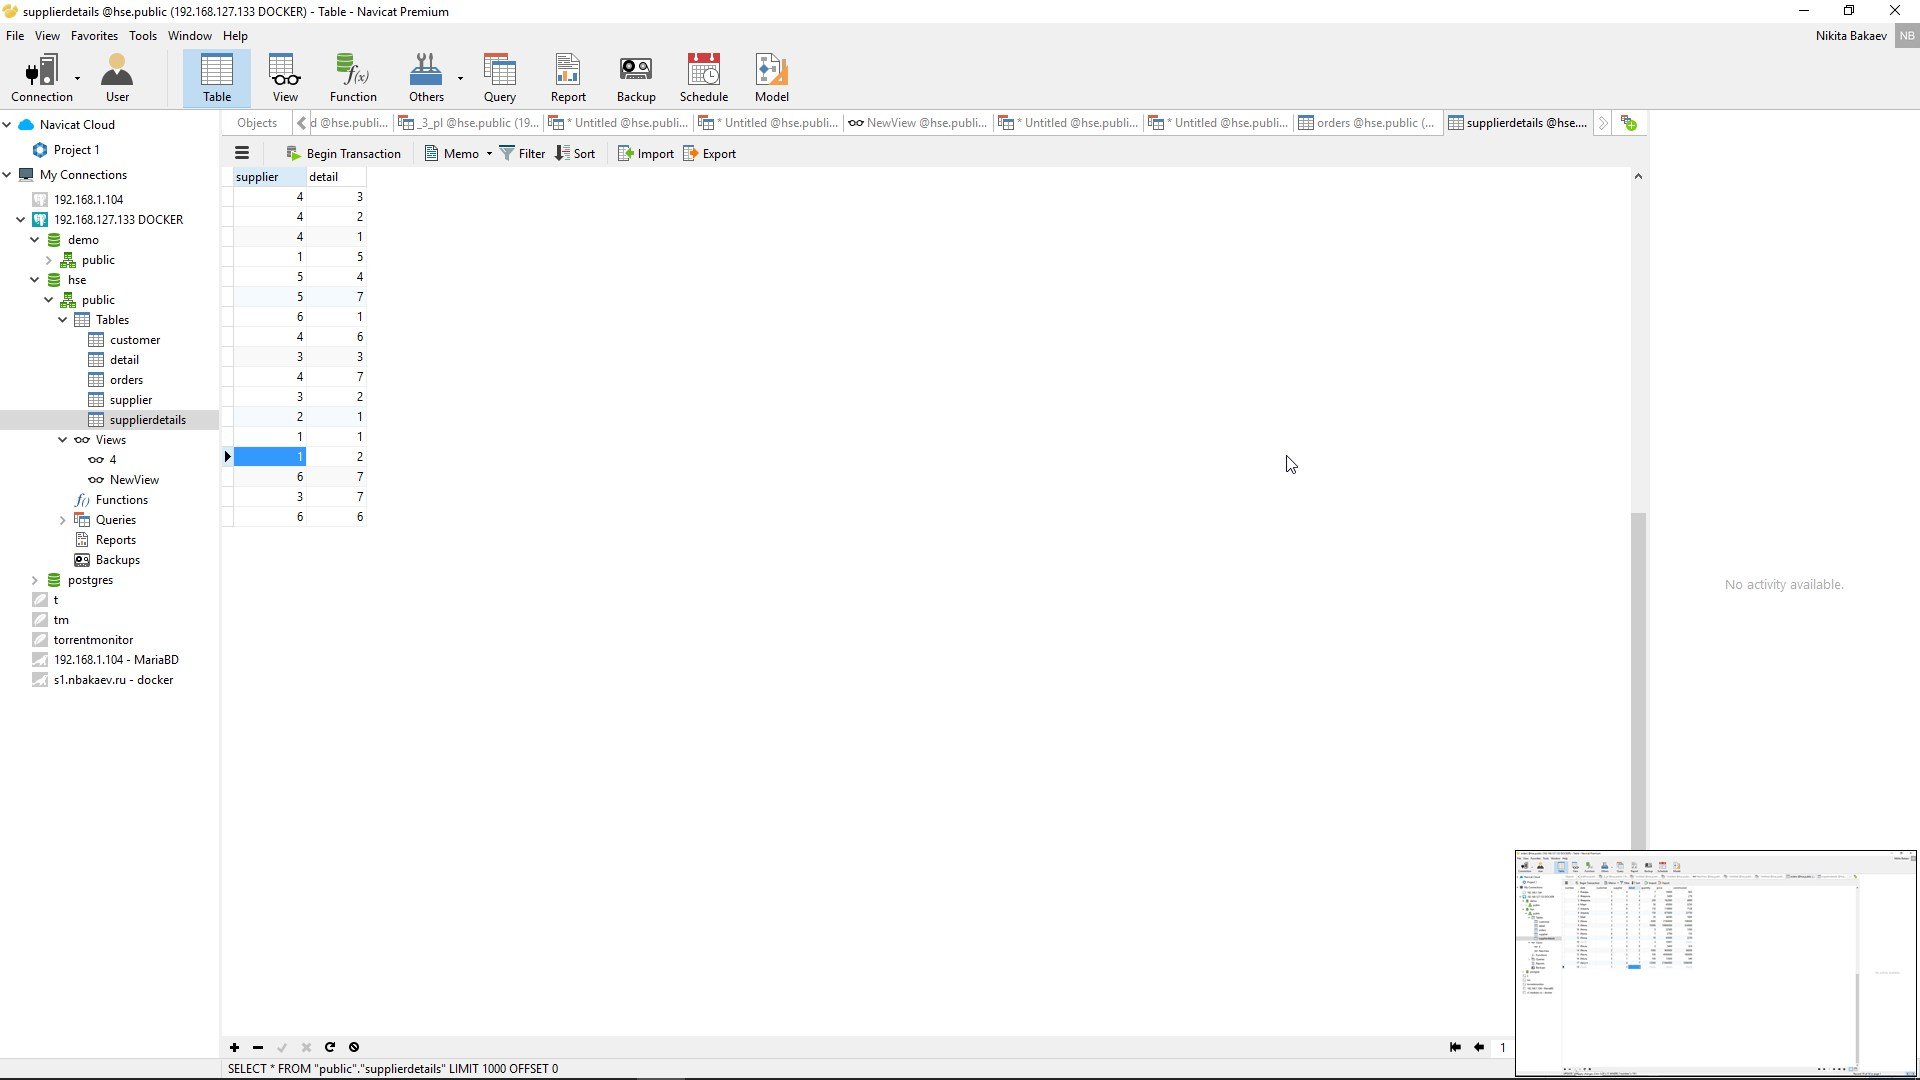 supplierdetails @hse.public (192.168.127.133 DOCKER) - Table - Navicat Premium
File View Favorites Tools Window Help
Nikita Bakaev NB
Connection User Table View Function Others Query Report Backup Schedule Model
Objects d @hse.publi... _3_pl @hse.public (19... * Untitled @hse.publi... * Untitled @hse.publi... NewView @hse.publi... * Untitled @hse.publi... * Untitled @hse.publi... orders @hse.public (... supplierdetails @hse....
Begin Transaction Memo Filter Sort Import Export
Navicat Cloud
Project 1
My Connections
192.168.1.104
192.168.127.133 DOCKER
demo
public
hse
public
Tables
customer
detail
orders
supplier
supplierdetails
Views
4
NewView
Functions
Queries
Reports
Backups
postgres
t
tm
torrentmonitor
192.168.1.104 - MariaBD
s1.nbakaev.ru - docker
supplier detail
4 3
4 2
4 1
1 5
5 4
5 7
6 1
4 6
3 3
4 7
3 2
2 1
1 1
1 2
6 7
3 7
6 6
No activity available.
1
SELECT * FROM "public"."supplierdetails" LIMIT 1000 OFFSET 0